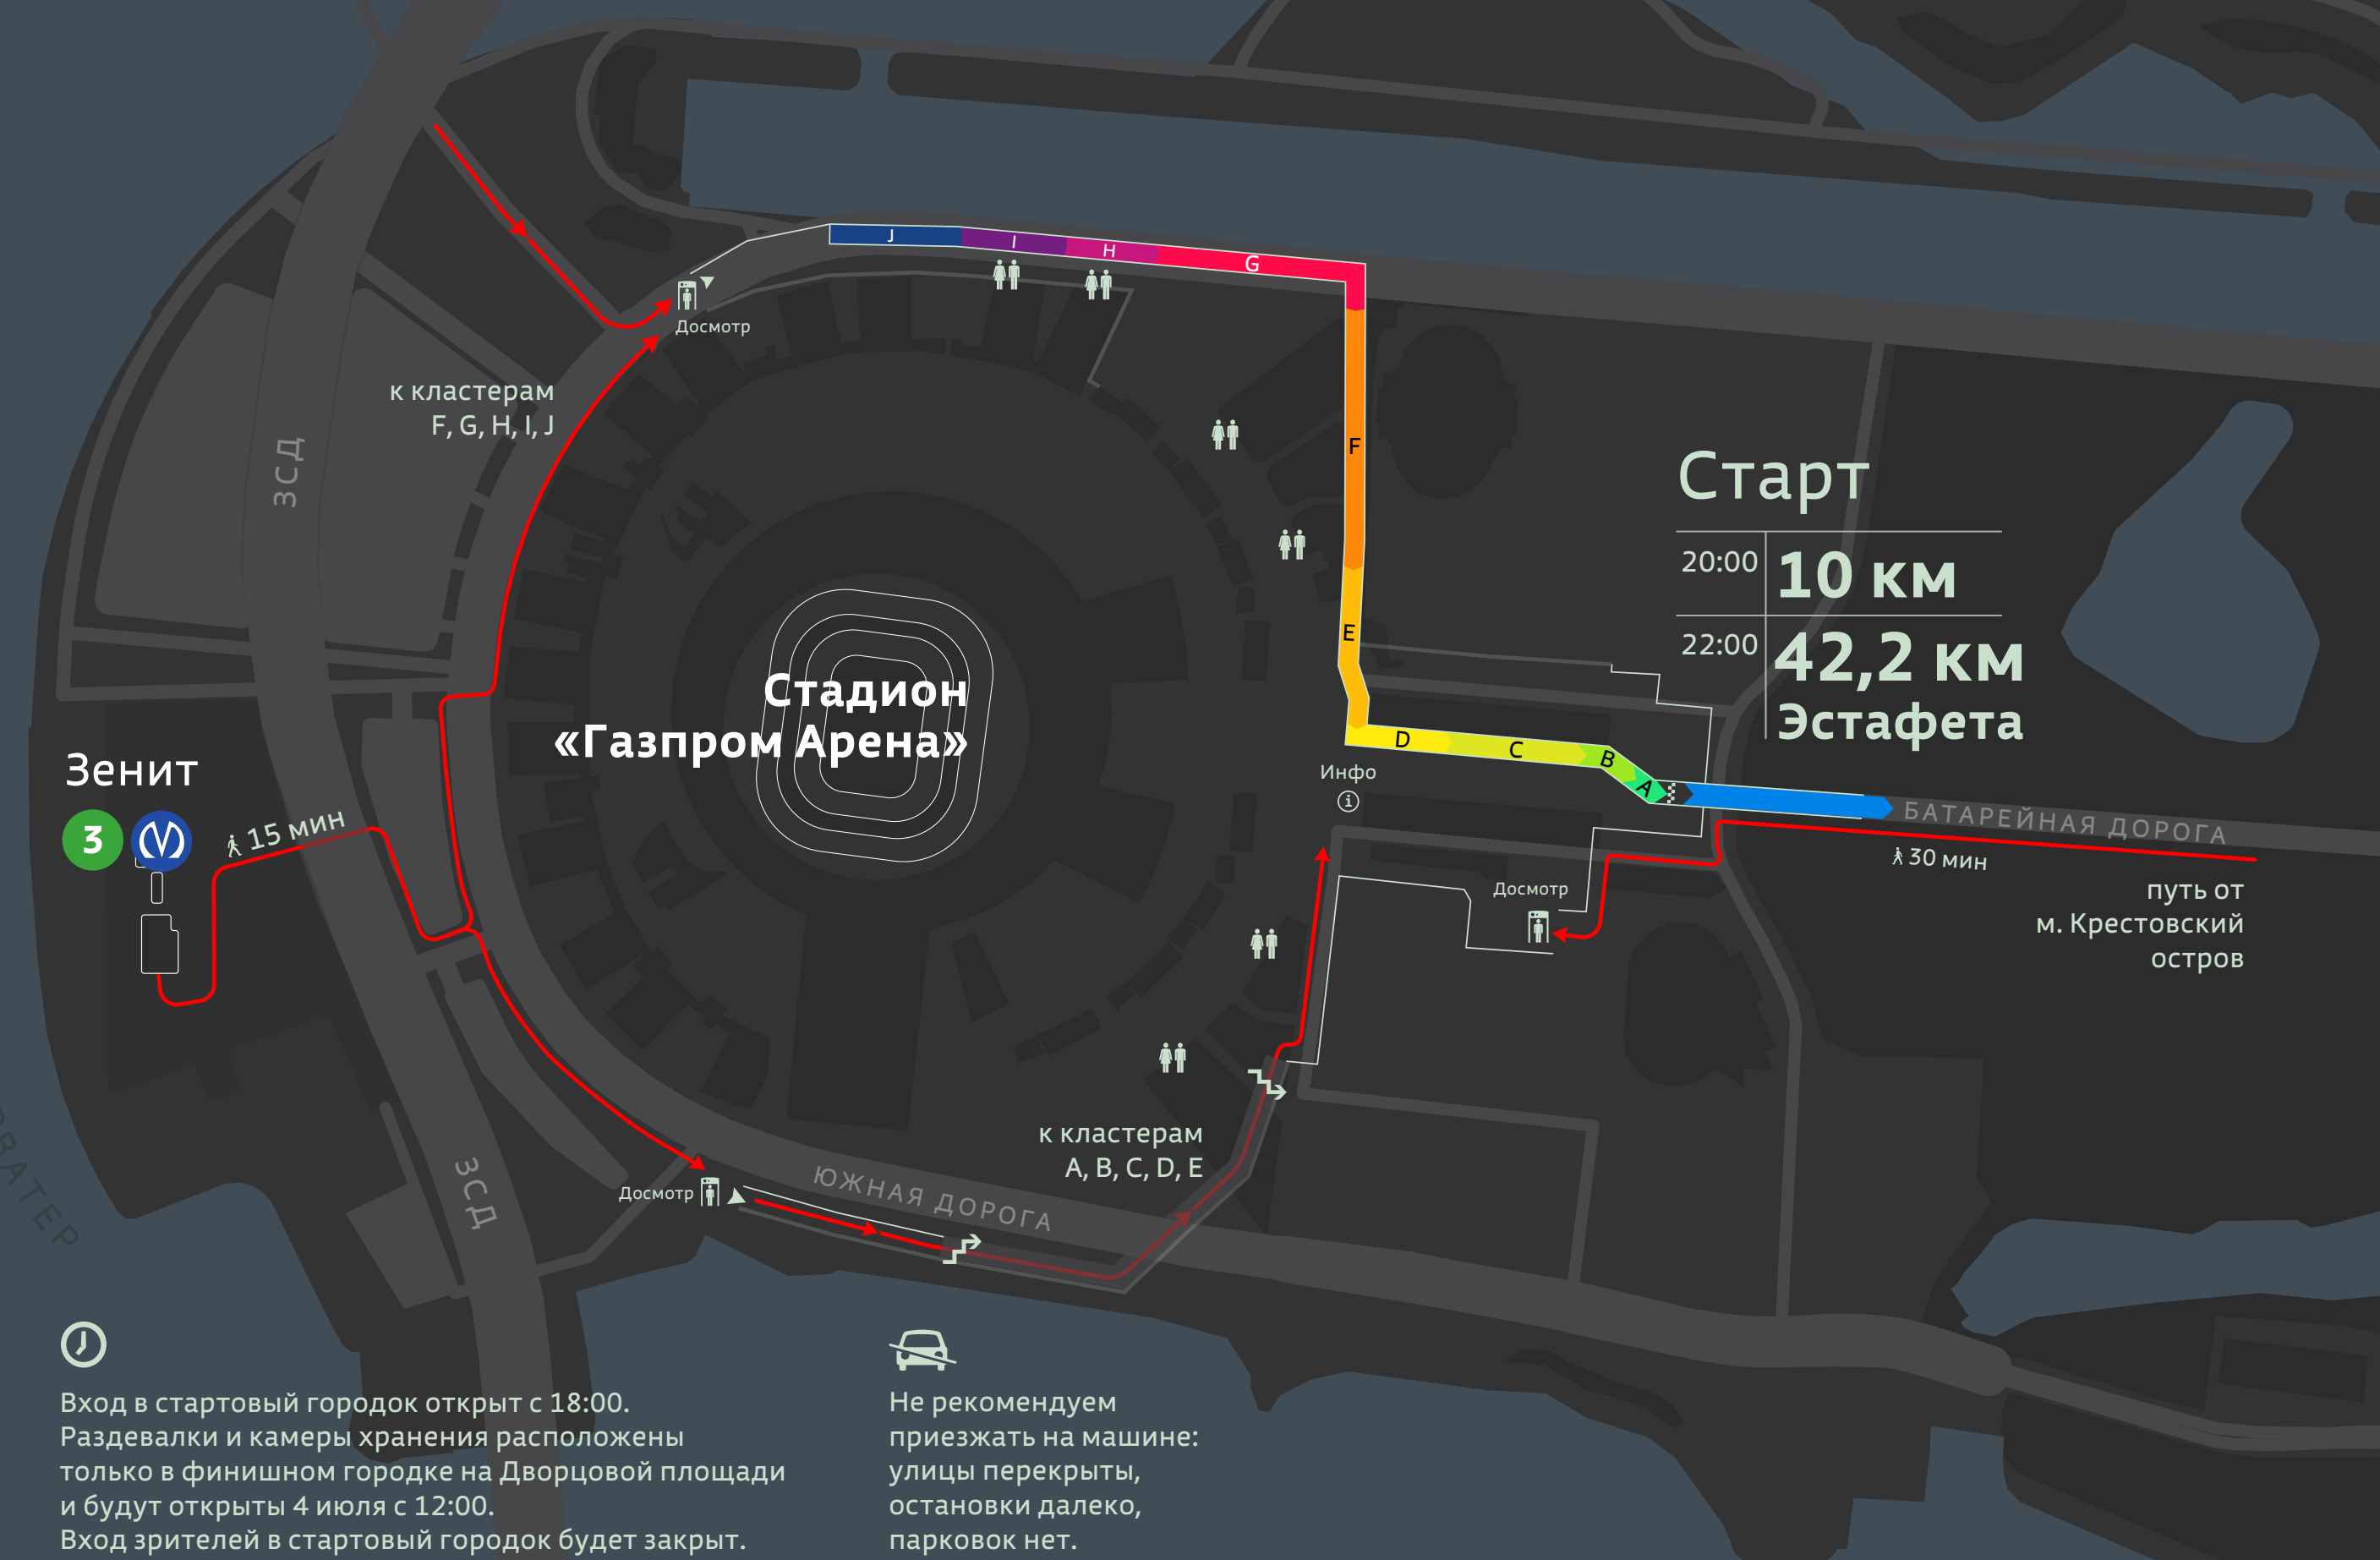 J
I
H
G
Досмотр
к кластерам
F, G, H, I, J
F
ЗСД
Старт
20:00
10 км
22:00
42,2 км
Эстафета
E
Стадион
«Газпром Арена»
D
C
B
A
Зенит
3
15 мин
Инфо
i
БАТАРЕЙНАЯ ДОРОГА
30 мин
путь от
м. Крестовский
остров
Досмотр
к кластерам
A, B, C, D, E
ЗСД
Досмотр
ЮЖНАЯ ДОРОГА
Вход в стартовый городок открыт с 18:00.
Раздевалки и камеры хранения расположены
только в финишном городке на Дворцовой площади
и будут открыты 4 июля с 12:00.
Вход зрителей в стартовый городок будет закрыт.
Не рекомендуем
приезжать на машине:
улицы перекрыты,
остановки далеко,
парковок нет.